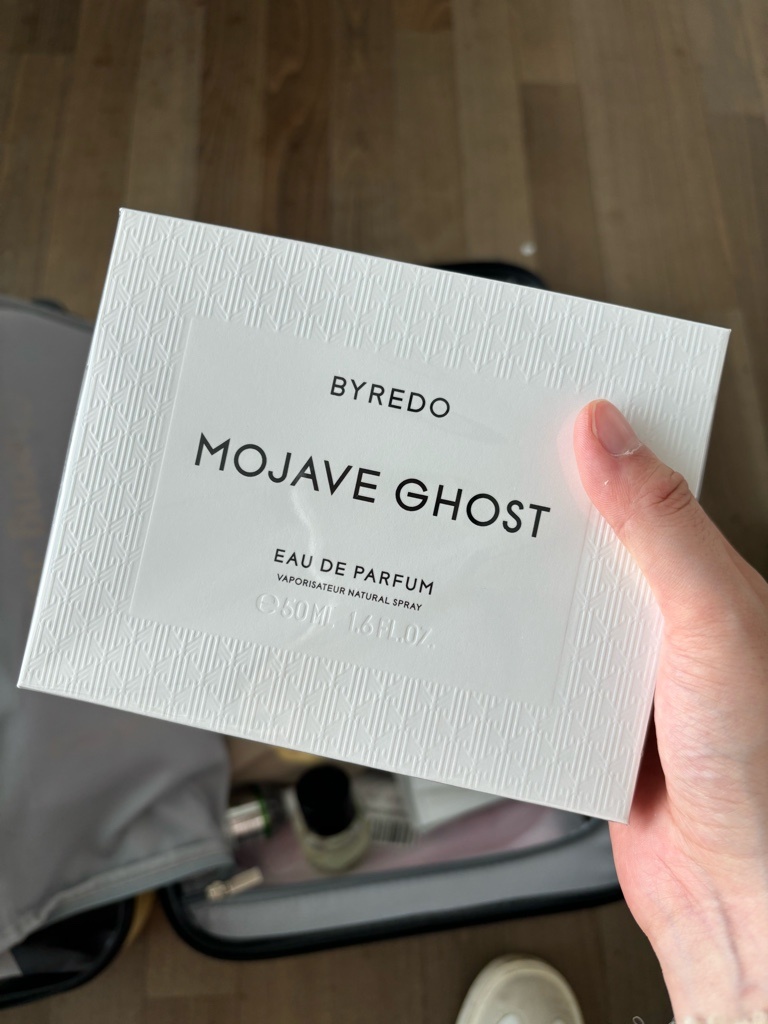 BYREDO
MOJAVE GHOST
EAU DE PARFUM
VAPORISATEUR NATURAL SPRAY
℮50ML 1.6FL.OZ.